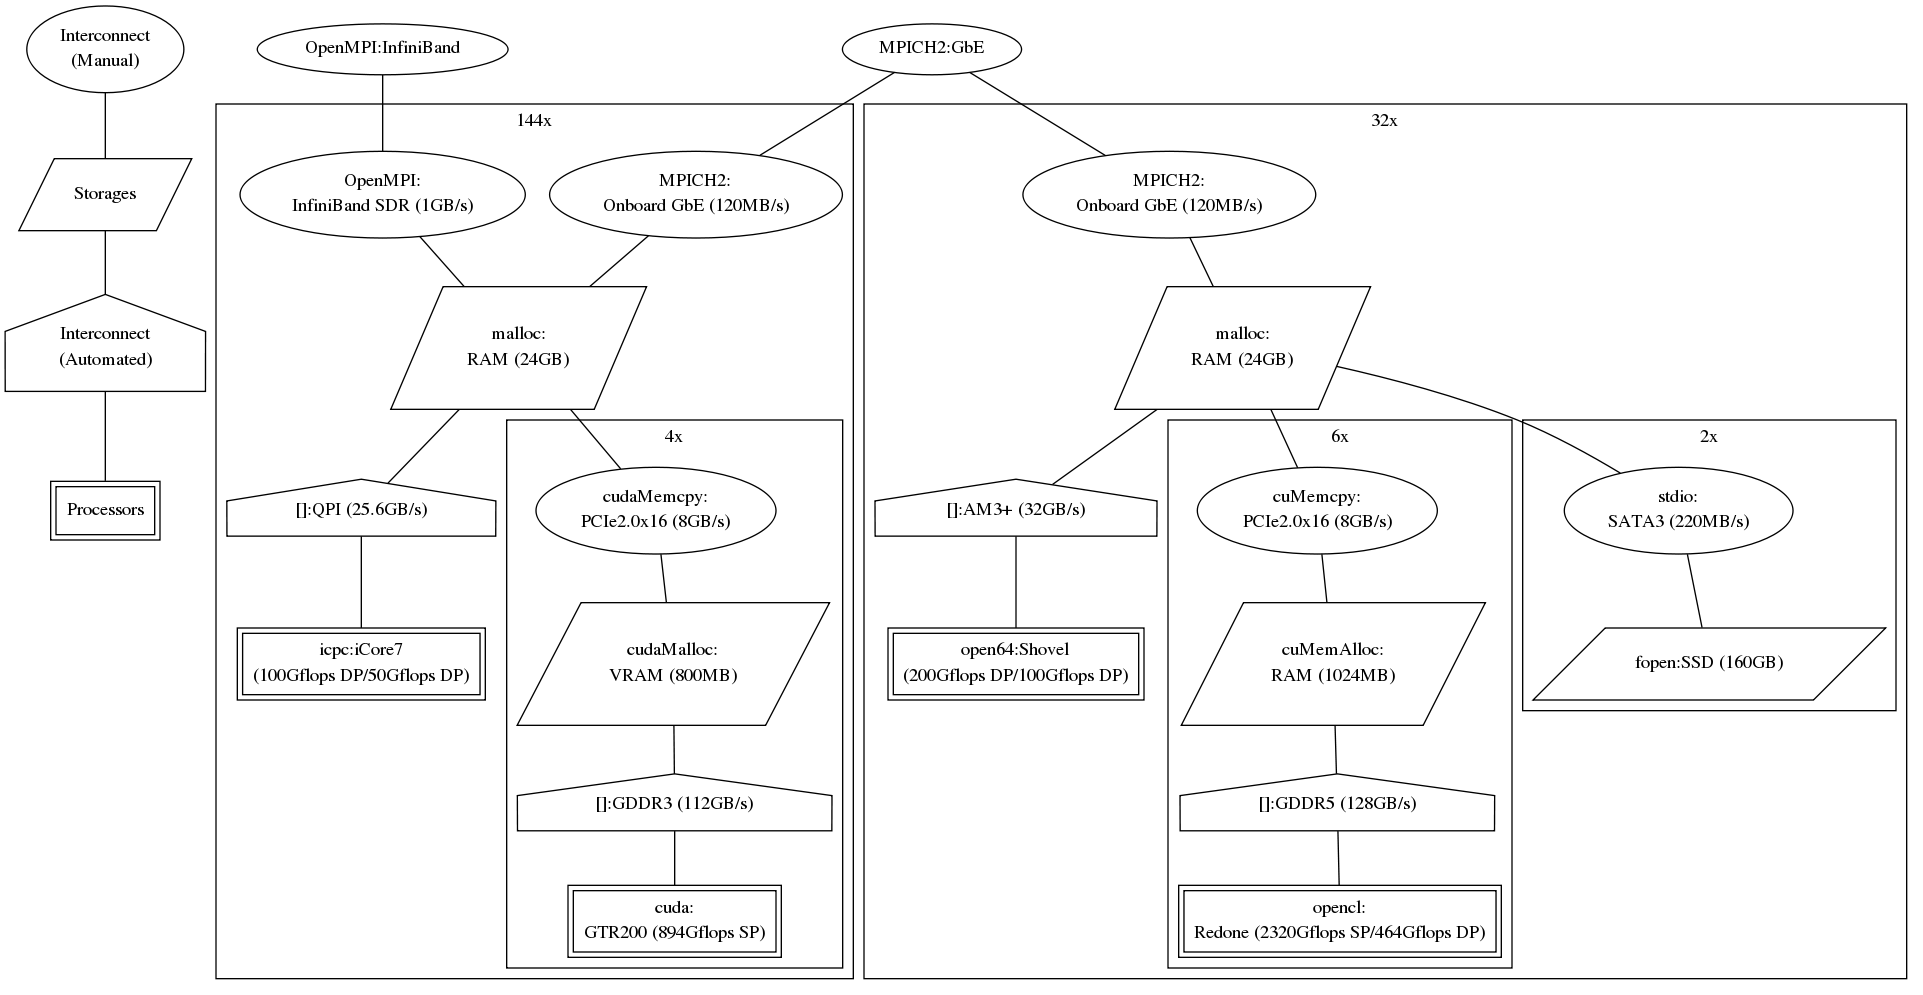 Interconnect
(Manual)
Storages
Interconnect
(Automated)
Processors
OpenMPI:InfiniBand
MPICH2:GbE
144x
OpenMPI:
InfiniBand SDR (1GB/s)
MPICH2:
Onboard GbE (120MB/s)
malloc:
RAM (24GB)
[]:QPI (25.6GB/s)
icpc:iCore7
(100Gflops DP/50Gflops DP)
4x
cudaMemcpy:
PCIe2.0x16 (8GB/s)
cudaMalloc:
VRAM (800MB)
[]:GDDR3 (112GB/s)
cuda:
GTR200 (894Gflops SP)
32x
MPICH2:
Onboard GbE (120MB/s)
malloc:
RAM (24GB)
[]:AM3+ (32GB/s)
open64:Shovel
(200Gflops DP/100Gflops DP)
6x
cuMemcpy:
PCIe2.0x16 (8GB/s)
cuMemAlloc:
RAM (1024MB)
[]:GDDR5 (128GB/s)
opencl:
Redone (2320Gflops SP/464Gflops DP)
2x
stdio:
SATA3 (220MB/s)
fopen:SSD (160GB)